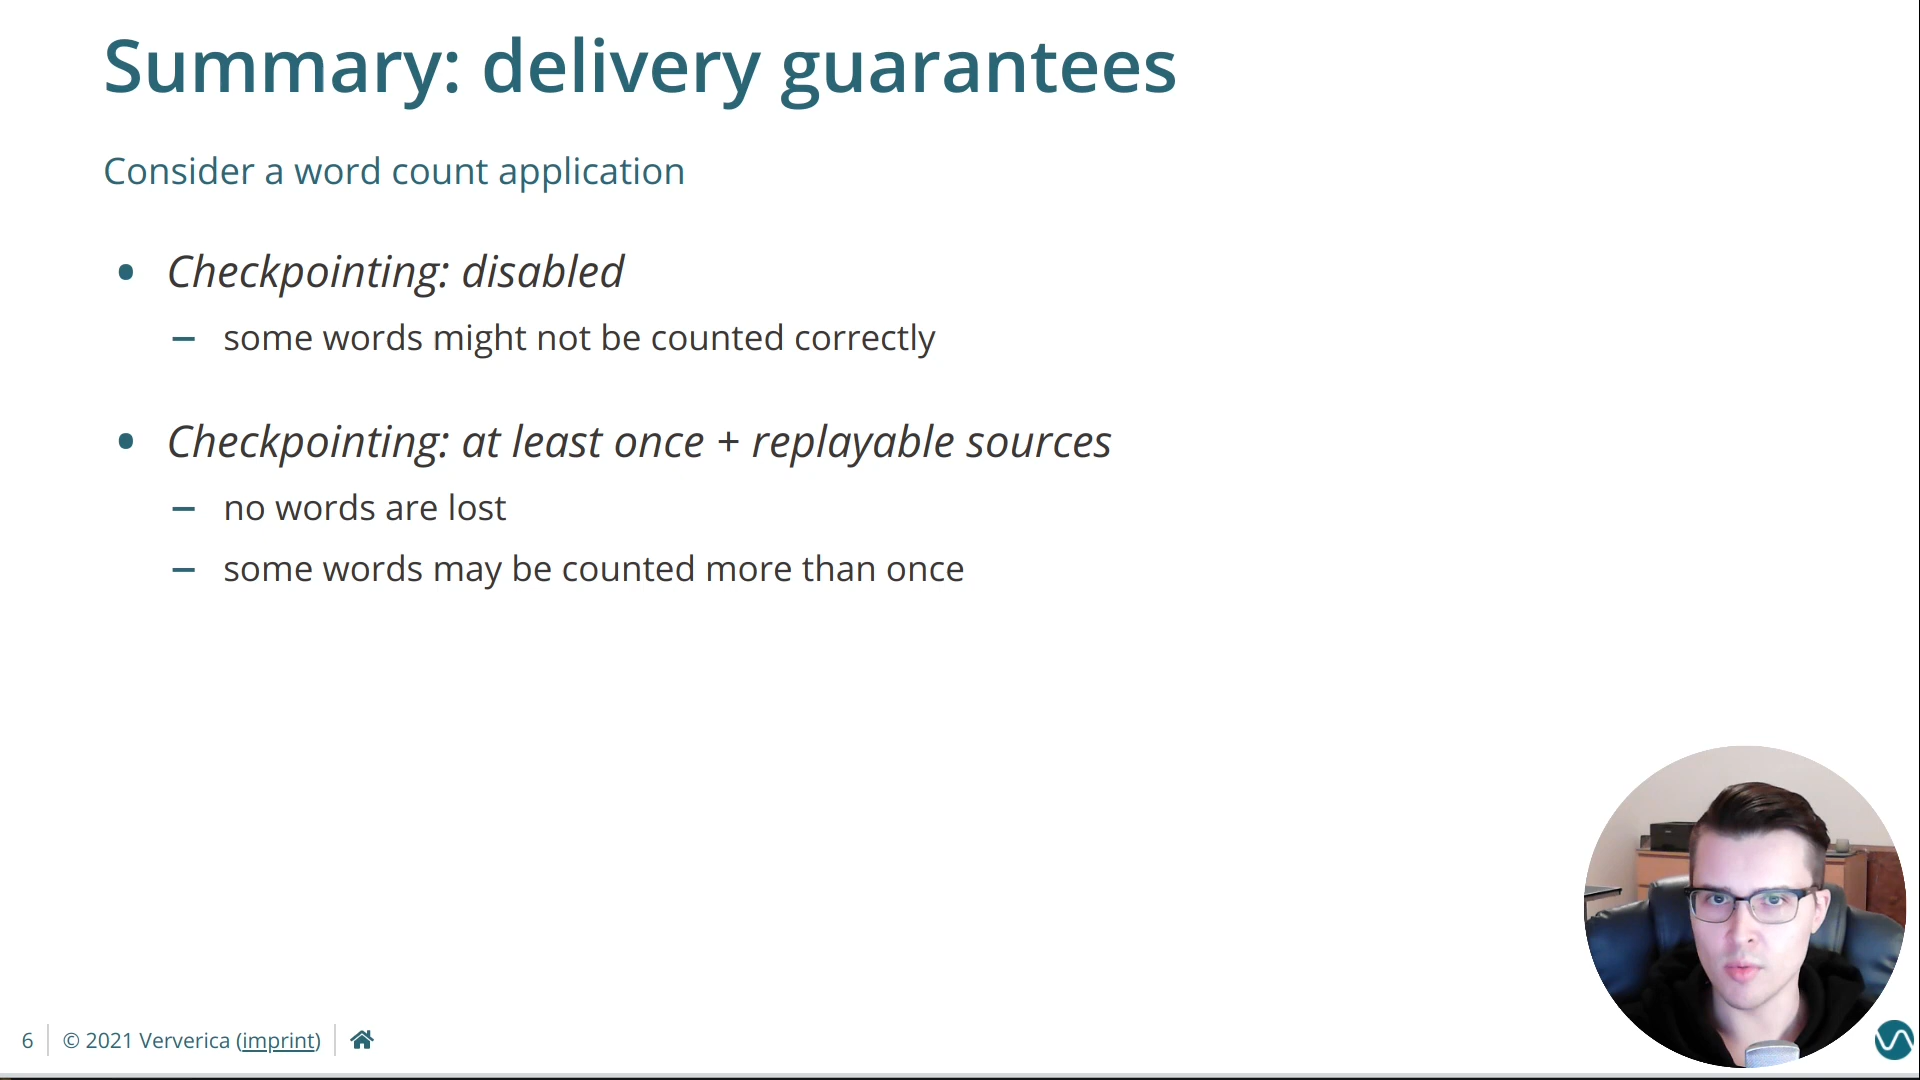 Summary: delivery guarantees
Consider a word count application
• Checkpointing: disabled
– some words might not be counted correctly
• Checkpointing: at least once + replayable sources
– no words are lost
– some words may be counted more than once
6 | © 2021 Ververica (imprint) |